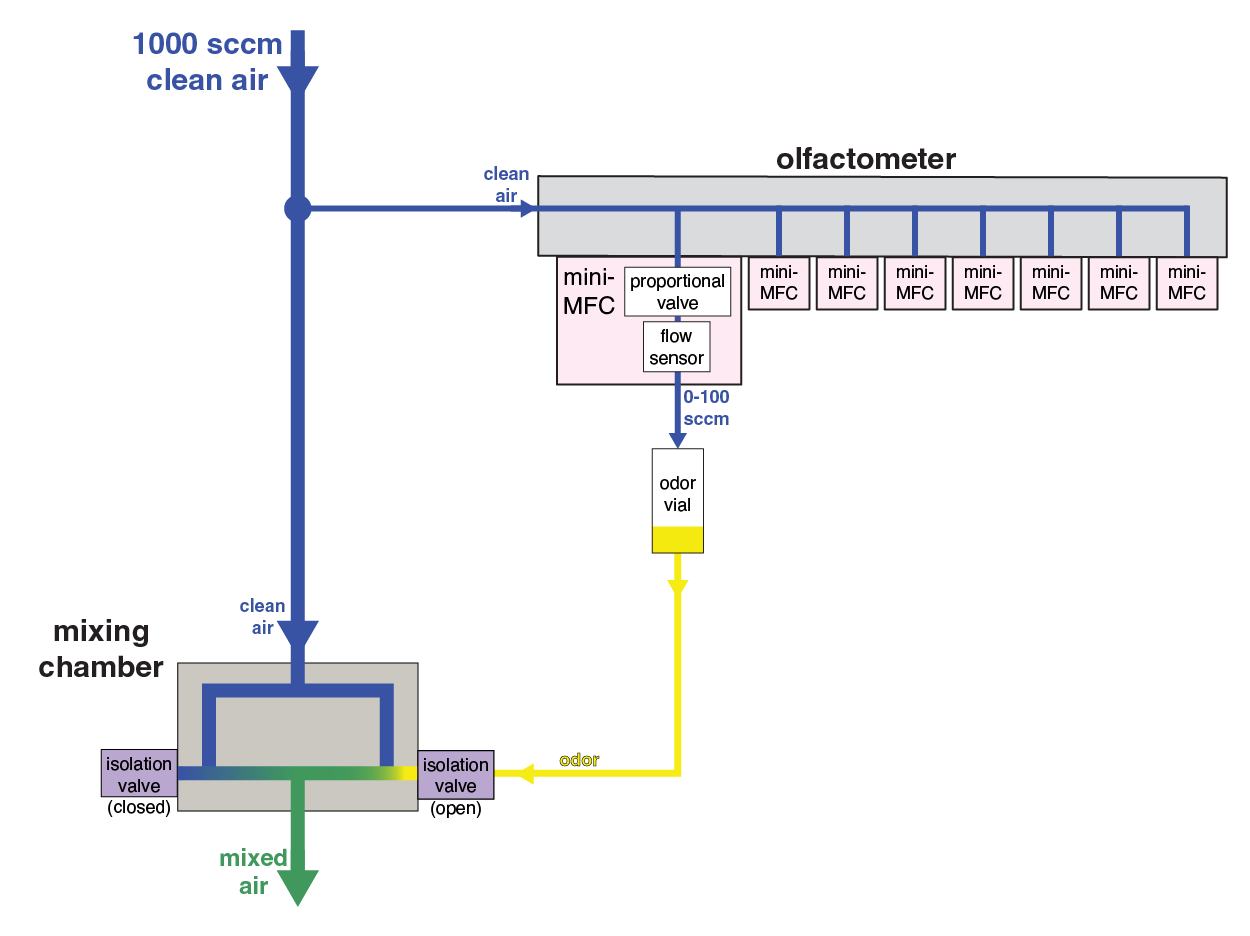 1000 sccm
clean air
olfactometer
clean
air
mini-
MFC
proportional
valve
flow
sensor
mini-
MFC
mini-
MFC
mini-
MFC
mini-
MFC
mini-
MFC
mini-
MFC
mini-
MFC
0-100
sccm
odor
vial
clean
air
mixing
chamber
isolation
valve
(closed)
isolation
valve
(open)
odor
mixed
air